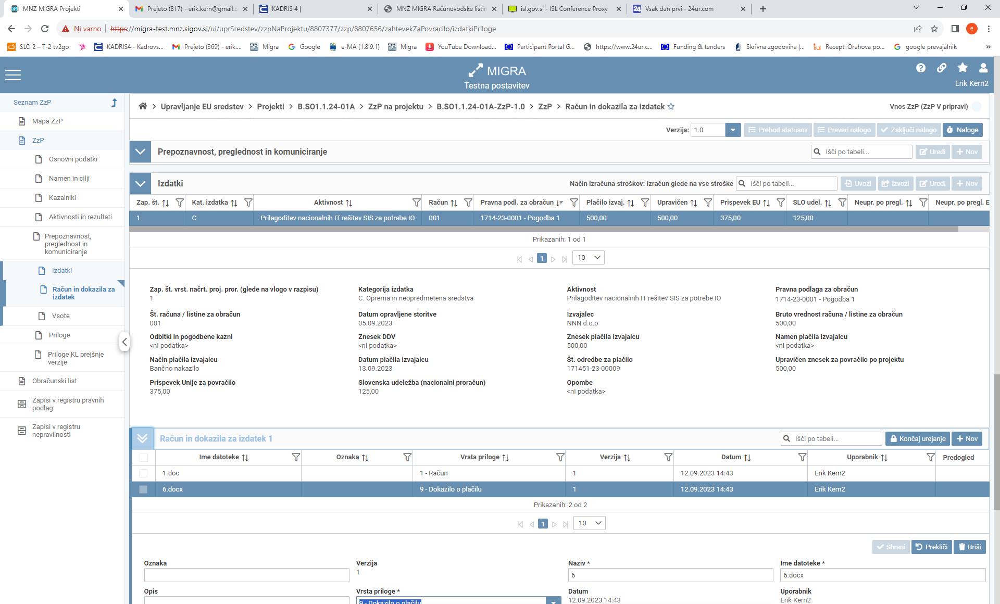 MNZ MIGRA Projekti
Prejeto (817) - erik.kern@gmail.c
KADRIS 4 |
MNZ MIGRA Računovodske listin
isl.gov.si - ISL Conference Proxy
Vsak dan prvi - 24ur.com
Ni varno
https://migra-test.mnz.sigov.si/ui/uprSredstev/zzpNaProjektu/8807377/zzp/8807656/zahtevekZaPovracilo/izdatkiPriloge
SLO 2 – T-2 tv2go
KADRIS4 - Kadrovs...
Prejeto (369) - erik....
Migra
Google
e-MA (1.8.9.1)
Migra
YouTube Download...
Participant Portal G...
https://www.24ur.c...
Funding & tenders
Skrivna zgodovina |...
Recept: Orehova po...
google prevajalnik
MIGRA
Testna postavitev
Erik Kern2
Seznam ZzP
Mapa ZzP
ZzP
Osnovni podatki
Namen in cilji
Kazalniki
Aktivnosti in rezultati
Prepoznavnost,
preglednost in
komuniciranje
Izdatki
Račun in dokazila za
izdatek
Vsote
Priloge
Priloge KL prejšnje
verzije
Obračunski list
Zapisi v registru pravnih
podlag
Zapisi v registru
nepravilnosti
Upravljanje EU sredstev > Projekti > B.SO1.1.24-01A > ZzP na projektu > B.SO1.1.24-01A-ZzP-1.0 > ZzP > Račun in dokazila za izdatek
Vnos ZzP (ZzP V pripravi)
Verzija: 1.0 Prehod statusov Preveri nalogo Zaključi nalogo Naloge
Prepoznavnost, preglednost in komuniciranje
Išči po tabeli... Uredi + Nov
Izdatki
Način izračuna stroškov: Izračun glede na vse stroške Išči po tabeli... Uvozi Izvozi Uredi + Nov
Zap. št. Kat. izdatka Aktivnost Račun Pravna podl. za obračun Plačilo izvaj. Upravičen Prispevek EU SLO udel. Neupr. po pregl. Neupr. po pregl. E
1 C Prilagoditev nacionalnih IT rešitev SIS za potrebe IO 001 1714-23-0001 - Pogodba 1 500,00 500,00 375,00 125,00
Prikazanih: 1 od 1
1 10
Zap. št. vrst. načrt. proj. pror. (glede na vlogo v razpisu)
1
Kategorija izdatka
C. Oprema in neopredmetena sredstva
Aktivnost
Prilagoditev nacionalnih IT rešitev SIS za potrebe IO
Pravna podlaga za obračun
1714-23-0001 - Pogodba 1
Št. računa / listine za obračun
001
Datum opravljene storitve
05.09.2023
Izvajalec
NNN d.o.o
Bruto vrednost računa / listine za obračun
500,00
Odbitki in pogodbene kazni
<ni podatka>
Znesek DDV
<ni podatka>
Znesek plačila izvajalcu
500,00
Namen plačila izvajalcu
<ni podatka>
Način plačila izvajalcu
Bančno nakazilo
Datum plačila izvajalcu
13.09.2023
Št. odredbe za plačilo
171451-23-00009
Upravičen znesek za povračilo po projektu
500,00
Prispevek Unije za povračilo
375,00
Slovenska udeležba (nacionalni proračun)
125,00
Opombe
<ni podatka>
Račun in dokazila za izdatek 1
Išči po tabeli... Končaj urejanje + Nov
Ime datoteke Oznaka Vrsta priloge Verzija Datum Uporabnik Predogled
1.doc 1 - Račun 1 12.09.2023 14:43 Erik Kern2
6.docx 9 - Dokazilo o plačilu 1 12.09.2023 14:43 Erik Kern2
Prikazanih: 2 od 2
1 10
Shrani Prekliči Briši
Oznaka
Verzija
1
Naziv *
6
Ime datoteke *
6.docx
Opis
Vrsta priloge *
9 - Dokazilo o plačilu
Datum
12.09.2023 14:43
Uporabnik
Erik Kern2